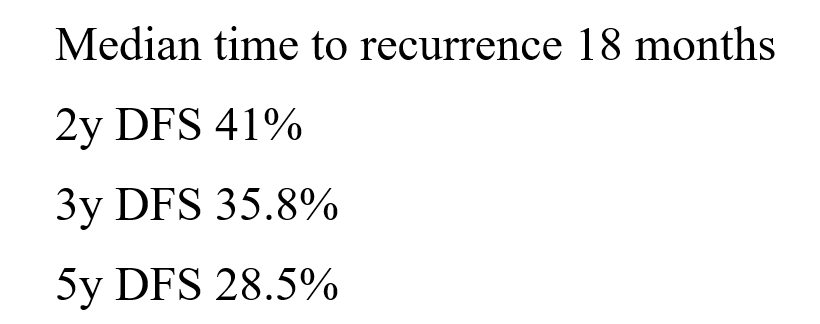 Median time to recurrence 18 months
2y DFS 41%
3y DFS 35.8%
5y DFS 28.5%